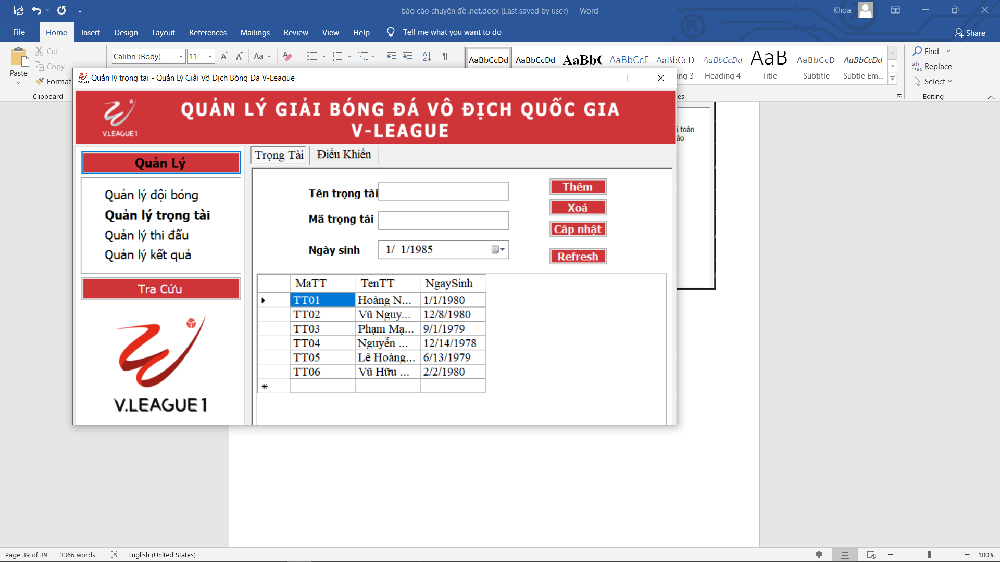 báo cáo chuyên đề .net.docx (Last saved by user) - Word
Khoa
File Home Insert Design Layout References Mailings Review View Help Tell me what you want to do
Share
Paste
Cut
Copy
Format
Clipboard
Calibri (Body) 11
Aa
AaBbCcDd AaBbCcDd AaBbC AaBbCcD AaBbCcDd AaBbCcDd AaB AaBbCcD AaBbCcDd
ing 3 Heading 4 Title Subtitle Subtle Em...
les
Find
Replace
Select
Editing
Quản lý trọng tài - Quản Lý Giải Vô Địch Bóng Đá V-League
V.LEAGUE1
QUẢN LÝ GIẢI BÓNG ĐÁ VÔ ĐỊCH QUỐC GIA
V-LEAGUE
Quản Lý
Quản lý đội bóng
Quản lý trọng tài
Quản lý thi đấu
Quản lý kết quả
Tra Cứu
V.LEAGUE 1
Trọng Tài Điều Khiển
Tên trọng tài
Mã trọng tài
Ngày sinh 1/ 1/1985
Thêm
Xoá
Cập nhật
Refresh
MaTT TenTT NgaySinh
TT01 Hoàng N... 1/1/1980
TT02 Vũ Nguy... 12/8/1980
TT03 Phạm Mạ... 9/1/1979
TT04 Nguyễn ... 12/14/1978
TT05 Lê Hoàng... 6/13/1979
TT06 Vũ Hữu ... 2/2/1980
toàn
ào
Page 39 of 39 3366 words English (United States) 100%